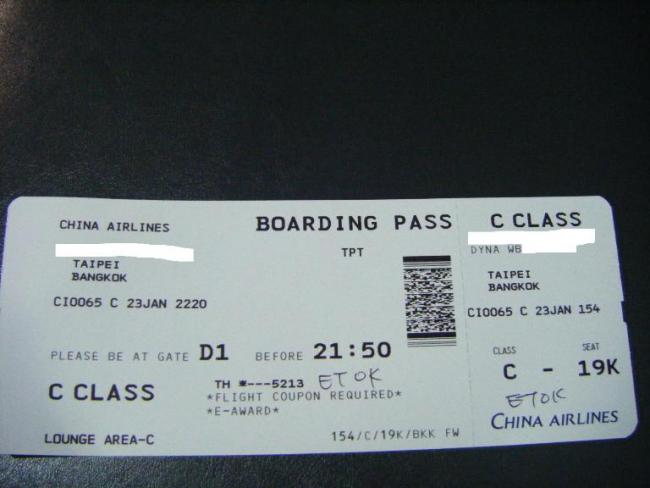 CHINA AIRLINES
BOARDING PASS
TPT
TAIPEI
BANGKOK
CI0065 C 23JAN 2220
PLEASE BE AT GATE D1 BEFORE 21:50
C CLASS
TH *---5213 ETOK
*FLIGHT COUPON REQUIRED*
*E-AWARD*
LOUNGE AREA-C
154/C/19K/BKK FW
C CLASS
DYNA WB
TAIPEI
BANGKOK
CI0065 C 23JAN 154
CLASS SEAT
C - 19K
ETOK
CHINA AIRLINES